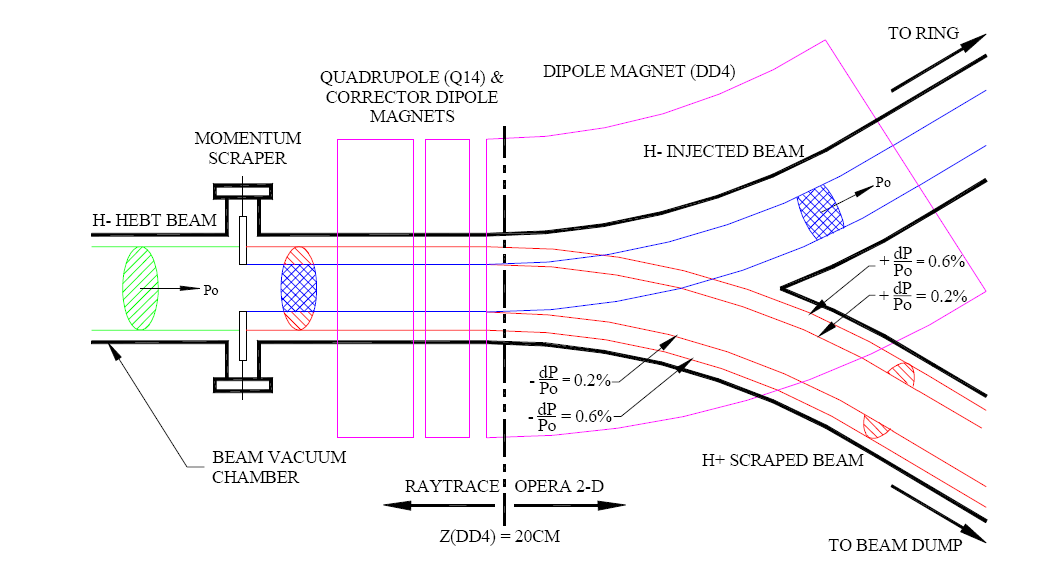 TO RING
DIPOLE MAGNET (DD4)
QUADRUPOLE (Q14) &
CORRECTOR DIPOLE
MAGNETS
MOMENTUM
SCRAPER
H- INJECTED BEAM
Po
H- HEBT BEAM
Po
+ dP/Po = 0.6%
+ dP/Po = 0.2%
- dP/Po = 0.2%
- dP/Po = 0.6%
BEAM VACUUM
CHAMBER
H+ SCRAPED BEAM
RAYTRACE
OPERA 2-D
Z(DD4) = 20CM
TO BEAM DUMP